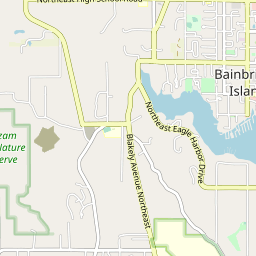 Northeast High School Road
Bainbri
Islan
Northeast Eagle Harbor Drive
Blakely Avenue Northeast
eam
Nature
erve